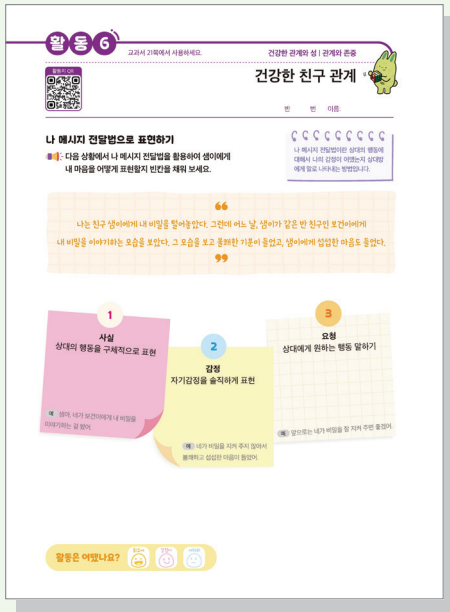 활동 6
교과서 21쪽에서 사용하세요.
건강한 관계와 성 | 관계와 존중
활동지 QR
건강한 친구 관계
반 번 이름:
나 메시지 전달법으로 표현하기
다음 상황에서 나 메시지 전달법을 활용하여 샘이에게
내 마음을 어떻게 표현할지 빈칸을 채워 보세요.
나 메시지 전달법이란 상대의 행동에
대해서 나의 감정이 어땠는지 상대방
에게 말로 나타내는 방법입니다.
나는 친구 샘이에게 내 비밀을 털어놓았다. 그런데 어느 날, 샘이가 같은 반 친구인 보건이에게
내 비밀을 이야기하는 모습을 보았다. 그 모습을 보고 불쾌한 기분이 들었고, 샘이에게 섭섭한 마음도 들었다.
1
사실
상대의 행동을 구체적으로 표현
예 샘아, 네가 보건이에게 내 비밀을
이야기하는 걸 봤어.
2
감정
자기감정을 솔직하게 표현
예 네가 비밀을 지켜 주지 않아서
불쾌하고 섭섭한 마음이 들었어.
3
요청
상대에게 원하는 행동 말하기
예 앞으로는 네가 비밀을 잘 지켜 주면 좋겠어.
활동은 어땠나요?